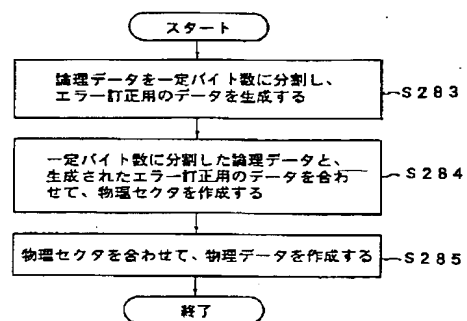 スタート
論理データを一定バイト数に分割し、
エラー訂正用のデータを生成する
S283
一定バイト数に分割した論理データと、
生成されたエラー訂正用のデータを合わ
せて、物理セクタを作成する
S284
物理セクタを合わせて、物理データを作成する
S285
終了